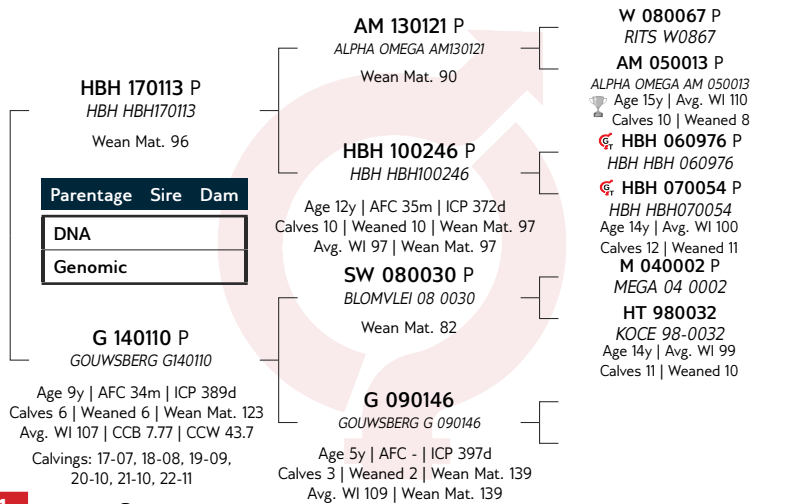 HBH 170113 P
HBH HBH170113
Wean Mat. 96
Parentage Sire Dam
DNA
Genomic
G 140110 P
GOUWSBERG G140110
Age 9y | AFC 34m | ICP 389d
Calves 6 | Weaned 6 | Wean Mat. 123
Avg. WI 107 | CCB 7.77 | CCW 43.7
Calvings: 17-07, 18-08, 19-09,
20-10, 21-10, 22-11
AM 130121 P
ALPHA OMEGA AM130121
Wean Mat. 90
HBH 100246 P
HBH HBH100246
Age 12y | AFC 35m | ICP 372d
Calves 10 | Weaned 10 | Wean Mat. 97
Avg. WI 97 | Wean Mat. 97
SW 080030 P
BLOMVLEI 08 0030
Wean Mat. 82
G 090146
GOUWSBERG G 090146
Age 5y | AFC - | ICP 397d
Calves 3 | Weaned 2 | Wean Mat. 139
Avg. WI 109 | Wean Mat. 139
W 080067 P
RITS W0867
AM 050013 P
ALPHA OMEGA AM 050013
Age 15y | Avg. WI 110
Calves 10 | Weaned 8
GT HBH 060976 P
HBH HBH 060976
GT HBH 070054 P
HBH HBH070054
Age 14y | Avg. WI 100
Calves 12 | Weaned 11
M 040002 P
MEGA 04 0002
HT 980032
KOCE 98-0032
Age 14y | Avg. WI 99
Calves 11 | Weaned 10